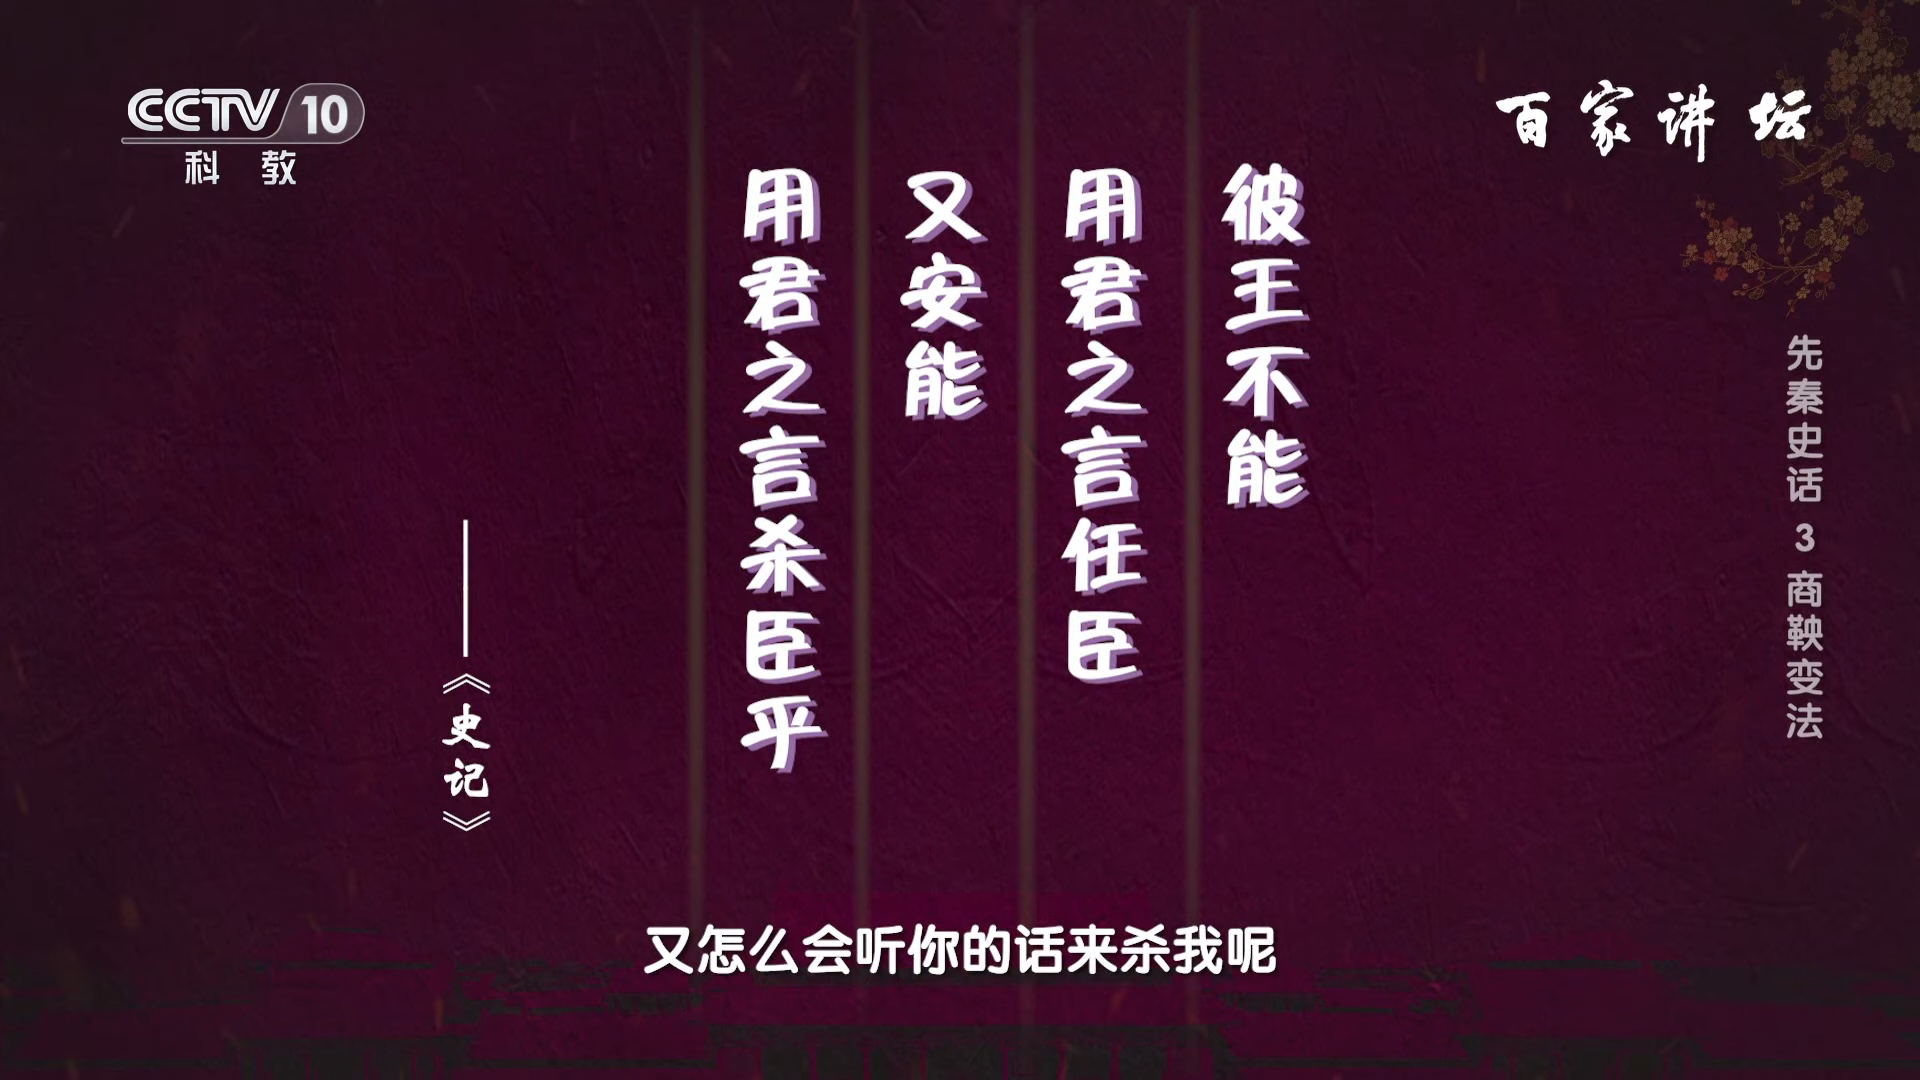 CCTV 10
科 教
百家讲坛
先秦史话 3 商鞅变法
彼王不能
用君之言任臣
又安能
用君之言杀臣乎
——《史记》
又怎么会听你的话来杀我呢